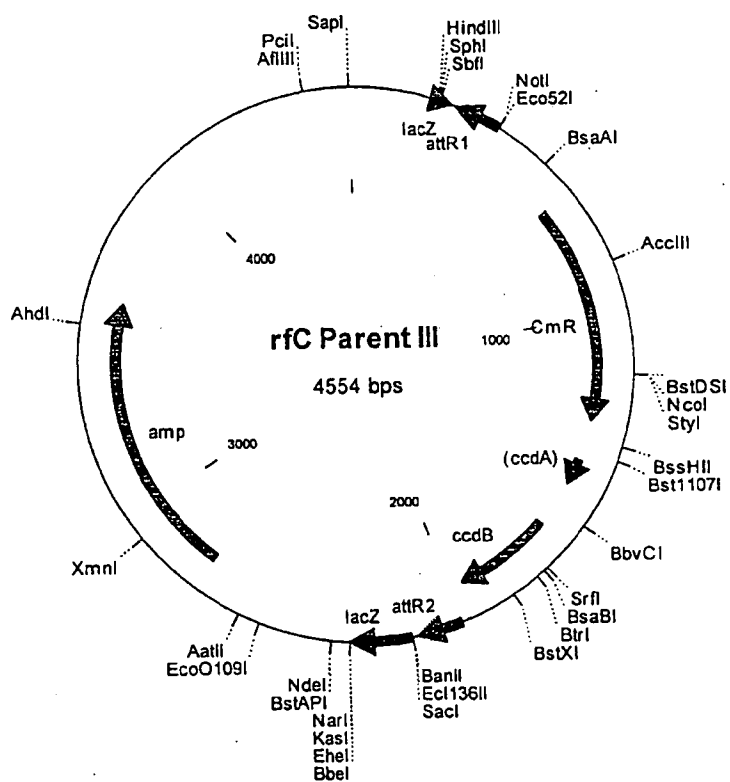 SapI
PciI
AflIII
HindIII
SphI
SbfI
NotI
Eco52I
BsaAI
lacZ
attR1
AccIII
4000
AhdI
rfC Parent III
4554 bps
1000
CmR
BstDSI
NcoI
StyI
amp
3000
(ccdA)
BssHII
Bst1107I
2000
ccdB
BbvCI
XmnI
SrfI
BsaBI
BtrI
BstXI
lacZ
attR2
AatII
EcoO109I
NdeI
BstAPI
NarI
KasI
EheI
BbeI
BanII
Ecl136II
SacI